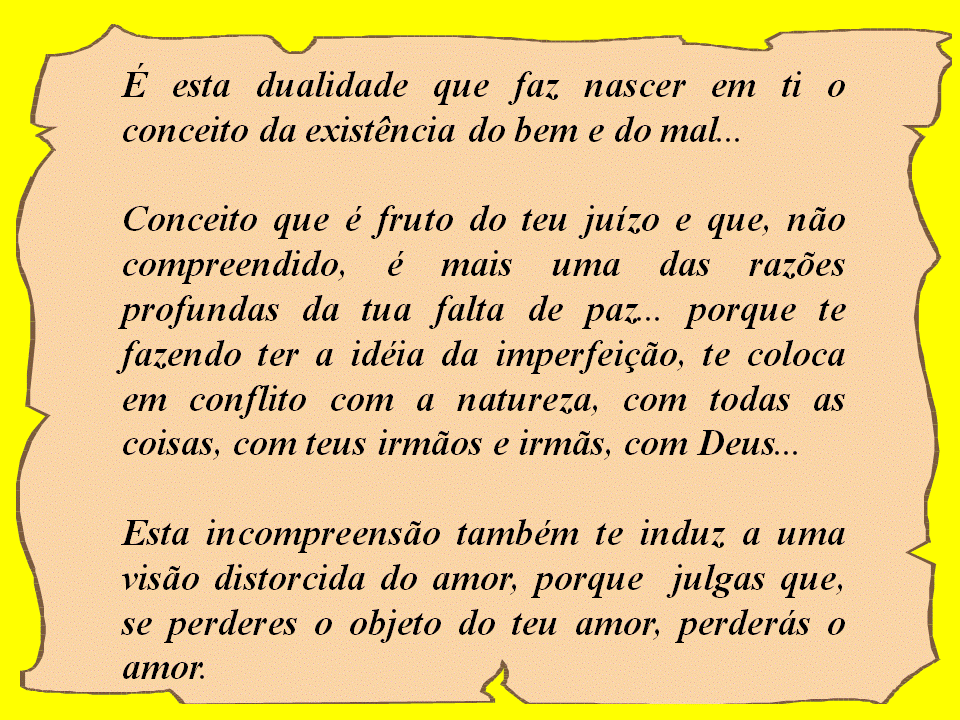 É esta dualidade que faz nascer em ti o
conceito da existência do bem e do mal...
Conceito que é fruto do teu juízo e que, não
compreendido, é mais uma das razões
profundas da tua falta de paz... porque te
fazendo ter a idéia da imperfeição, te coloca
em conflito com a natureza, com todas as
coisas, com teus irmãos e irmãs, com Deus...
Esta incompreensão também te induz a uma
visão distorcida do amor, porque julgas que,
se perderes o objeto do teu amor, perderás o
amor.